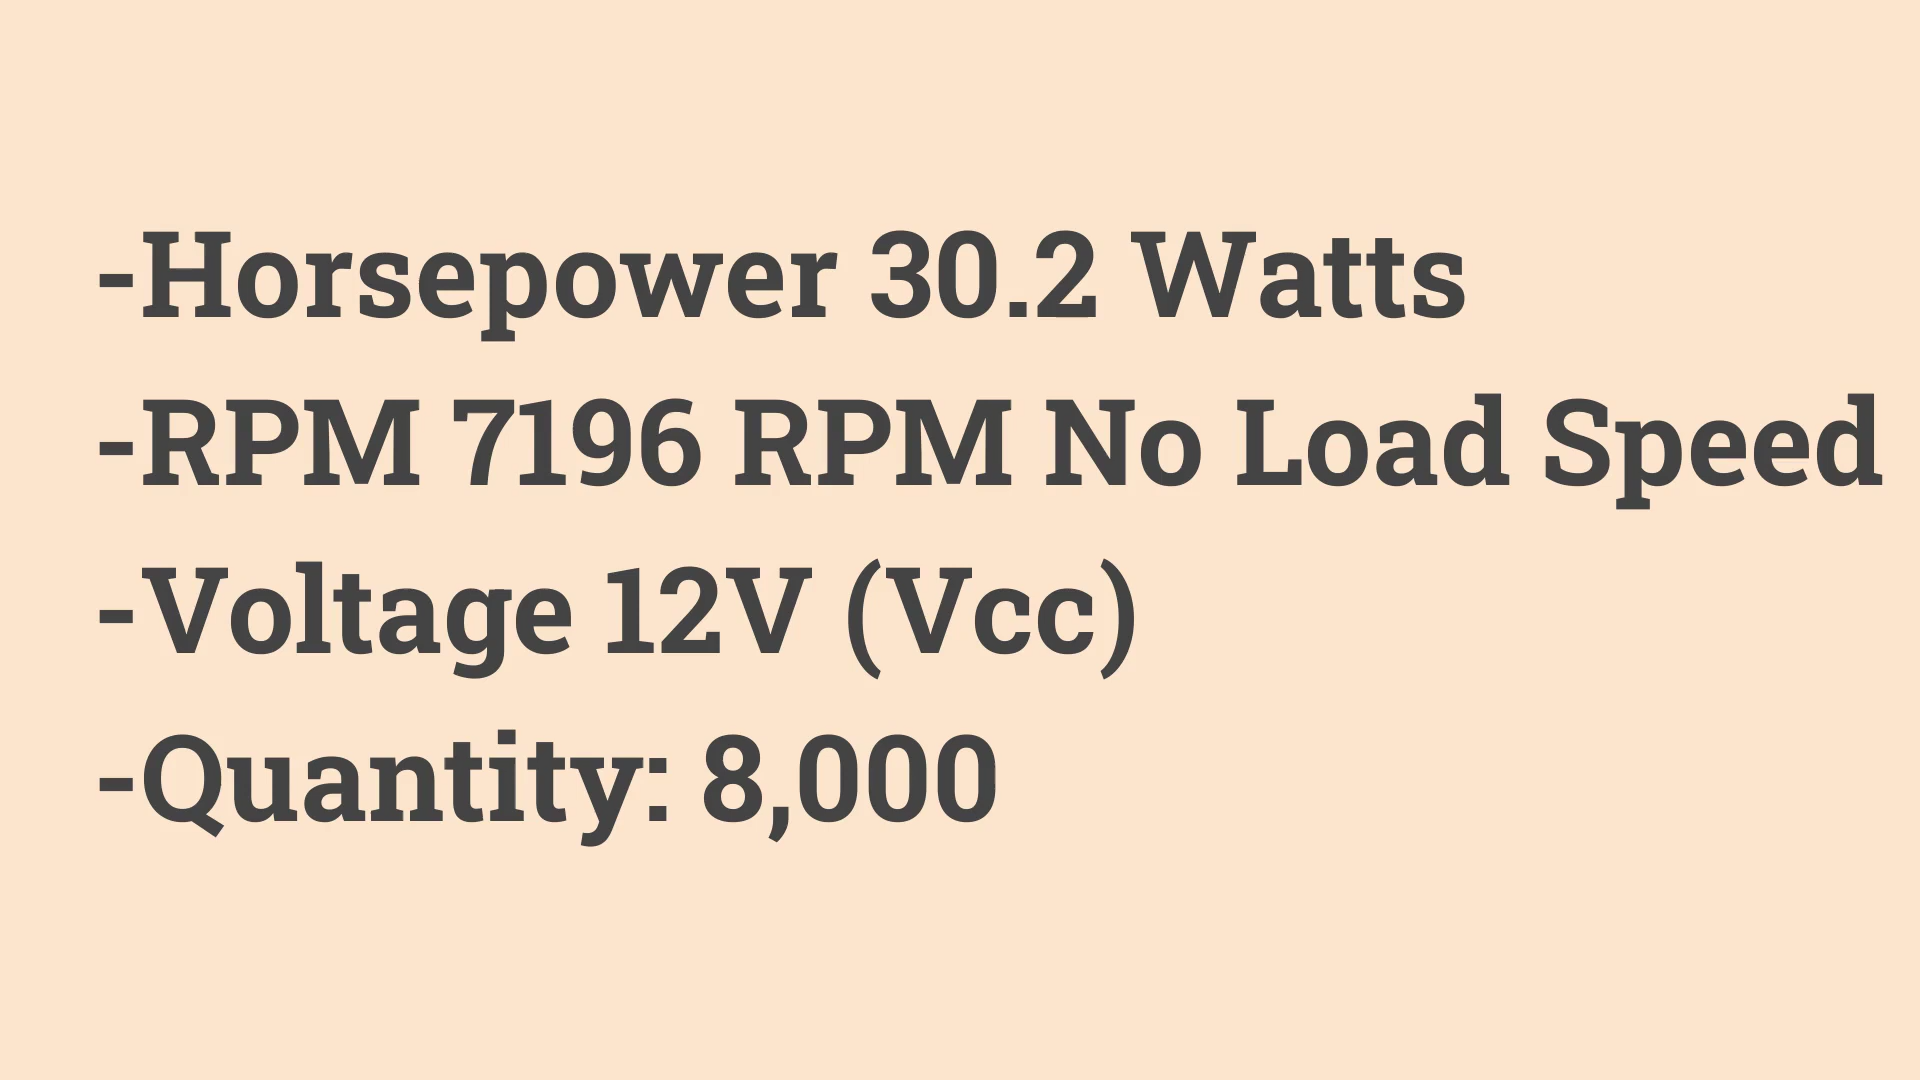 -Horsepower 30.2 Watts
-RPM 7196 RPM No Load Speed
-Voltage 12V (Vcc)
-Quantity: 8,000